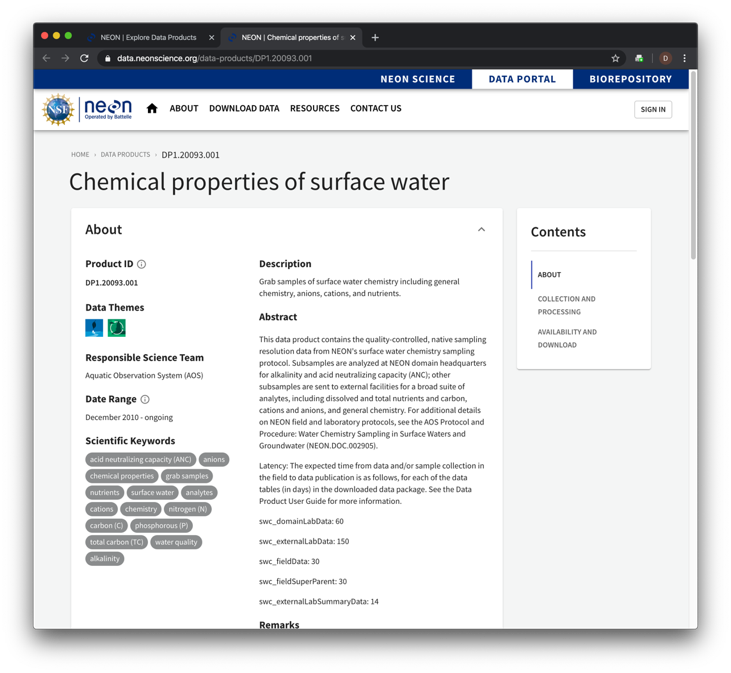 NEON | Explore Data Products
NEON | Chemical properties of
data.neonscience.org/data-products/DP1.20093.001
D
NEON SCIENCE
DATA PORTAL
BIOREPOSITORY
NSF
neon
Operated by Battelle
ABOUT
DOWNLOAD DATA
RESOURCES
CONTACT US
SIGN IN
HOME › DATA PRODUCTS › DP1.20093.001
Chemical properties of surface water
About
Product ID
DP1.20093.001
Data Themes
Responsible Science Team
Aquatic Observation System (AOS)
Date Range
December 2010 - ongoing
Scientific Keywords
acid neutralizing capacity (ANC) anions
chemical properties grab samples
nutrients surface water analytes
cations chemistry nitrogen (N)
carbon (C) phosphorous (P)
total carbon (TC) water quality
alkalinity
Description
Grab samples of surface water chemistry including general
chemistry, anions, cations, and nutrients.
Abstract
This data product contains the quality-controlled, native sampling
resolution data from NEON's surface water chemistry sampling
protocol. Subsamples are analyzed at NEON domain headquarters
for alkalinity and acid neutralizing capacity (ANC); other
subsamples are sent to external facilities for a broad suite of
analytes, including dissolved and total nutrients and carbon,
cations and anions, and general chemistry. For additional details
on NEON field and laboratory protocols, see the AOS Protocol and
Procedure: Water Chemistry Sampling in Surface Waters and
Groundwater (NEON.DOC.002905).
Latency: The expected time from data and/or sample collection in
the field to data publication is as follows, for each of the data
tables (in days) in the downloaded data package. See the Data
Product User Guide for more information.
swc_domainLabData: 60
swc_externalLabData: 150
swc_fieldData: 30
swc_fieldSuperParent: 30
swc_externalLabSummaryData: 14
Remarks
Contents
ABOUT
COLLECTION AND
PROCESSING
AVAILABILITY AND
DOWNLOAD